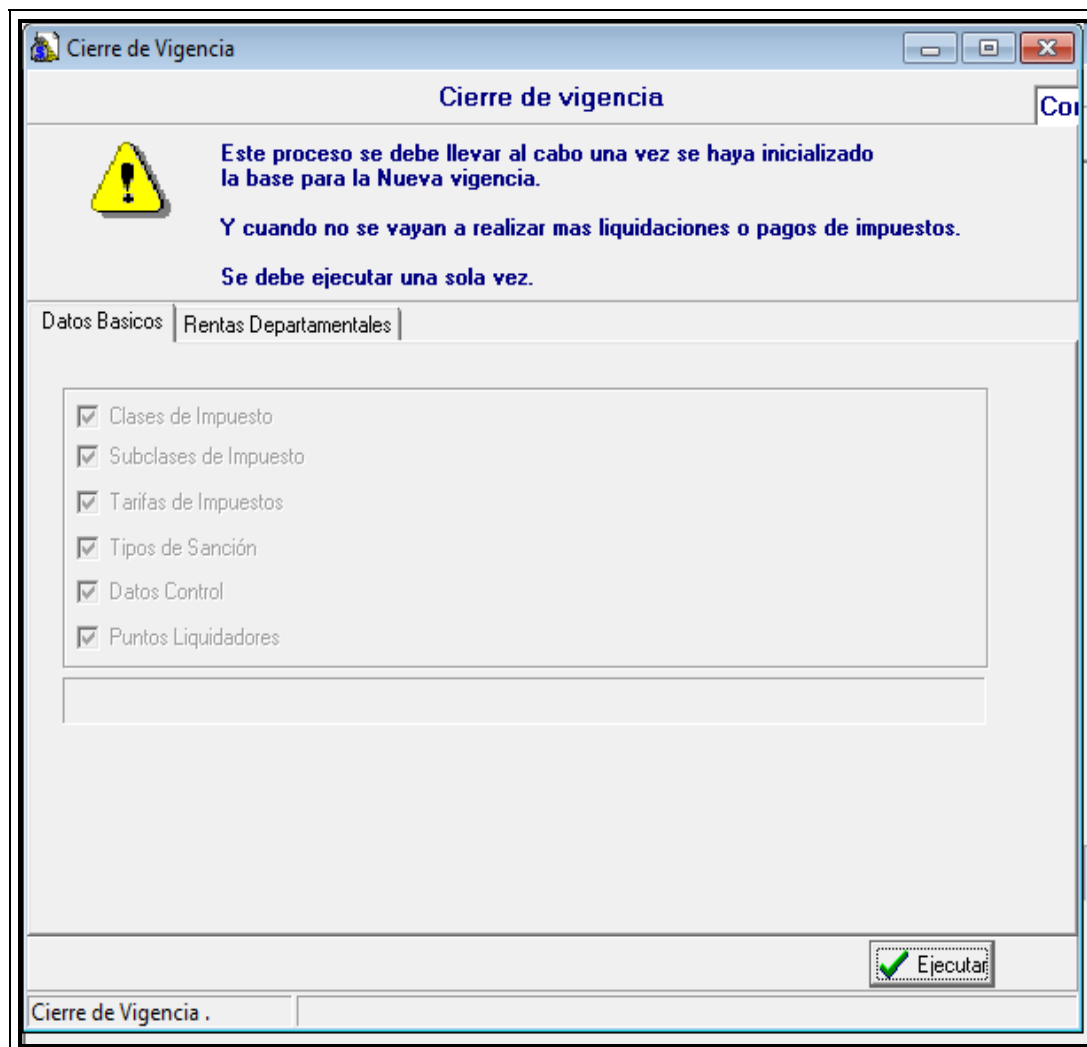 Cierre de Vigencia
Cierre de vigencia
Este proceso se debe llevar al cabo una vez se haya inicializado
la base para la Nueva vigencia.
Y cuando no se vayan a realizar mas liquidaciones o pagos de impuestos.
Se debe ejecutar una sola vez.
Datos Basicos
Rentas Departamentales
Clases de Impuesto
Subclases de Impuesto
Tarifas de Impuestos
Tipos de Sanción
Datos Control
Puntos Liquidadores
Ejecutar
Cierre de Vigencia .